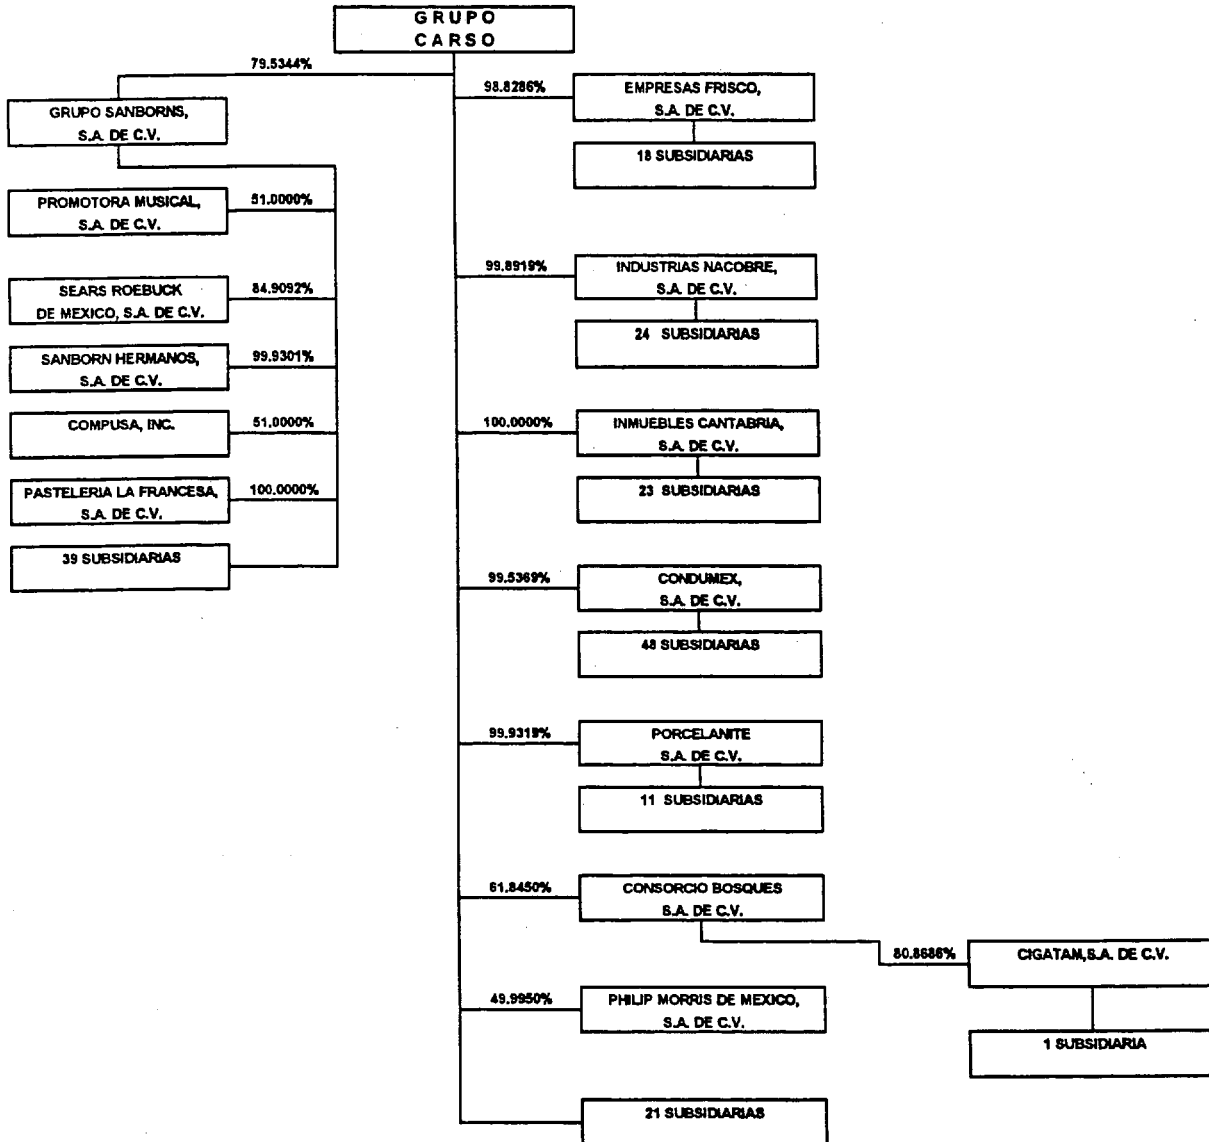 GRUPO
CARSO
79.5344%
GRUPO SANBORNS,
S.A. DE C.V.
PROMOTORA MUSICAL,
S.A. DE C.V.
51.0000%
SEARS ROEBUCK
DE MEXICO, S.A. DE C.V.
84.9092%
SANBORN HERMANOS,
S.A. DE C.V.
99.9301%
COMPUSA, INC.
51.0000%
PASTELERIA LA FRANCESA,
S.A. DE C.V.
100.0000%
39 SUBSIDIARIAS
98.8286%
EMPRESAS FRISCO,
S.A. DE C.V.
18 SUBSIDIARIAS
99.8919%
INDUSTRIAS NACOBRE,
S.A. DE C.V.
24 SUBSIDIARIAS
100.0000%
INMUEBLES CANTABRIA,
S.A. DE C.V.
23 SUBSIDIARIAS
99.5369%
CONDUMEX,
S.A. DE C.V.
48 SUBSIDIARIAS
99.9319%
PORCELANITE
S.A. DE C.V.
11 SUBSIDIARIAS
61.8450%
CONSORCIO BOSQUES
S.A. DE C.V.
80.8686%
CIGATAM,S.A. DE C.V.
1 SUBSIDIARIA
49.9950%
PHILIP MORRIS DE MEXICO,
S.A. DE C.V.
21 SUBSIDIARIAS